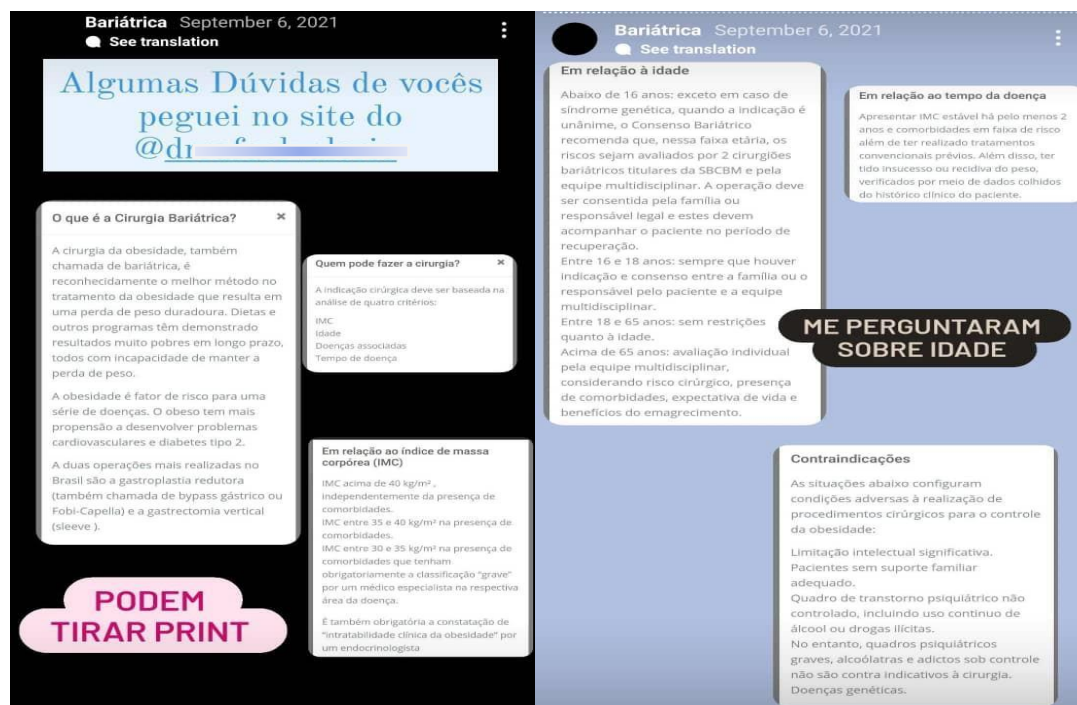 Bariátrica September 6, 2021
See translation
Algumas Dúvidas de vocês
peguei no site do
O que é a Cirurgia Bariátrica? ×
A cirurgia da obesidade, também
chamada de bariátrica, é
reconhecidamente o melhor método no
tratamento da obesidade que resulta em
uma perda de peso duradoura. Dietas e
outros programas têm demonstrado
resultados muito pobres em longo prazo,
todos com incapacidade de manter a
perda de peso.
A obesidade é fator de risco para uma
série de doenças. O obeso tem mais
propensão a desenvolver problemas
cardiovasculares e diabetes tipo 2.
A duas operações mais realizadas no
Brasil são a gastroplastia redutora
(também chamada de bypass gástrico ou
Fobi-Capella) e a gastrectomia vertical
(sleeve ).
Quem pode fazer a cirurgia? ×
A indicação cirúrgica deve ser baseada na
análise de quatro critérios:
IMC
Idade
Doenças associadas
Tempo de doença
Em relação ao índice de massa
corpórea (IMC)
IMC acima de 40 kg/m² ,
independentemente da presença de
comorbidades.
IMC entre 35 e 40 kg/m² na presença de
comorbidades.
IMC entre 30 e 35 kg/m² na presença de
comorbidades que tenham
obrigatoriamente a classificação "grave"
por um médico especialista na respectiva
área da doença.
É também obrigatória a constatação de
"intratabilidade clínica da obesidade" por
um endocrinologista
PODEM
TIRAR PRINT
Bariátrica September 6, 2021
See translation
Em relação à idade
Abaixo de 16 anos: exceto em caso de
síndrome genética, quando a indicação é
unânime, o Consenso Bariátrico
recomenda que, nessa faixa etária, os
riscos sejam avaliados por 2 cirurgiões
bariátricos titulares da SBCBM e pela
equipe multidisciplinar. A operação deve
ser consentida pela família ou
responsável legal e estes devem
acompanhar o paciente no período de
recuperação.
Entre 16 e 18 anos: sempre que houver
indicação e consenso entre a família ou o
responsável pelo paciente e a equipe
multidisciplinar.
Entre 18 e 65 anos: sem restrições
quanto à idade.
Acima de 65 anos: avaliação individual
pela equipe multidisciplinar,
considerando risco cirúrgico, presença
de comorbidades, expectativa de vida e
benefícios do emagrecimento.
Em relação ao tempo da doença
Apresentar IMC estável há pelo menos 2
anos e comorbidades em faixa de risco
além de ter realizado tratamentos
convencionais prévios. Além disso, ter
tido insucesso ou recidiva do peso,
verificados por meio de dados colhidos
do histórico clínico do paciente.
ME PERGUNTARAM
SOBRE IDADE
Contraindicações
As situações abaixo configuram
condições adversas à realização de
procedimentos cirúrgicos para o controle
da obesidade:
Limitação intelectual significativa.
Pacientes sem suporte familiar
adequado.
Quadro de transtorno psiquiátrico não
controlado, incluindo uso continuo de
álcool ou drogas ilícitas.
No entanto, quadros psiquiátricos
graves, alcoólatras e adictos sob controle
não são contra indicativos à cirurgia.
Doenças genéticas.